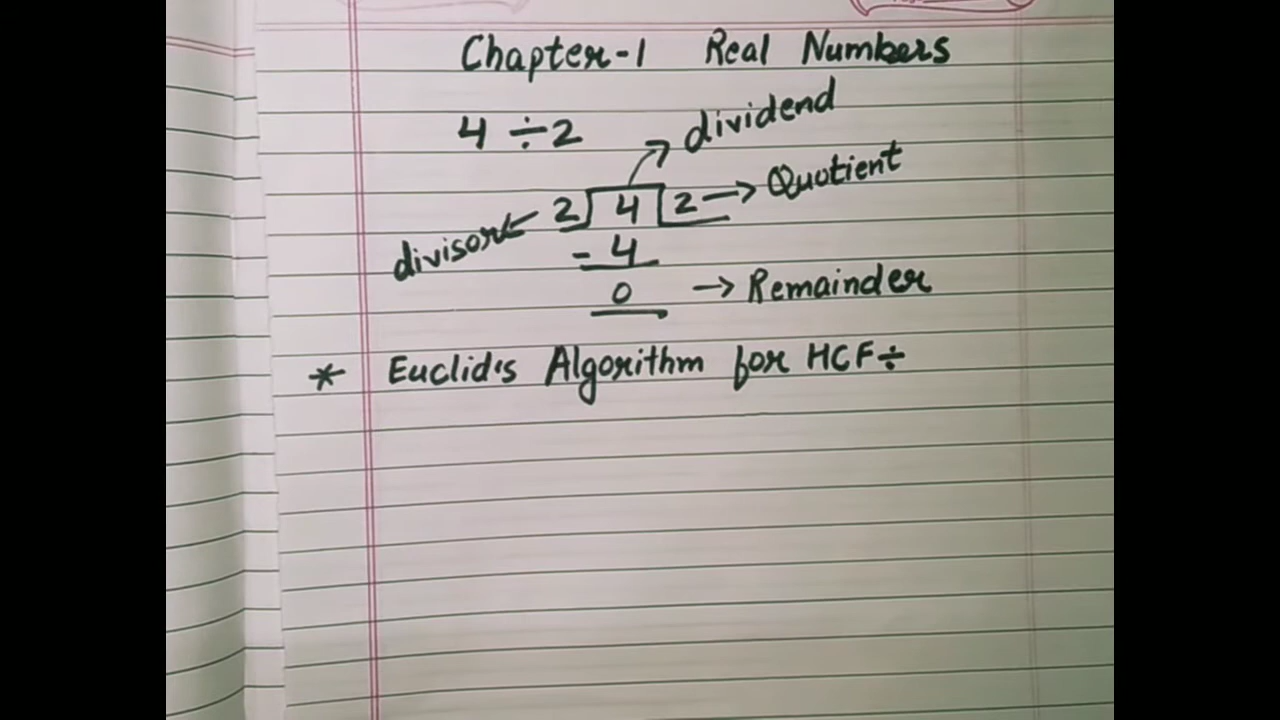 Chapter-1 Real Numbers
4 ÷ 2
dividend
2 4 2 → Quotient
divisor
- 4
0 → Remainder
* Euclid's Algorithm for HCF÷